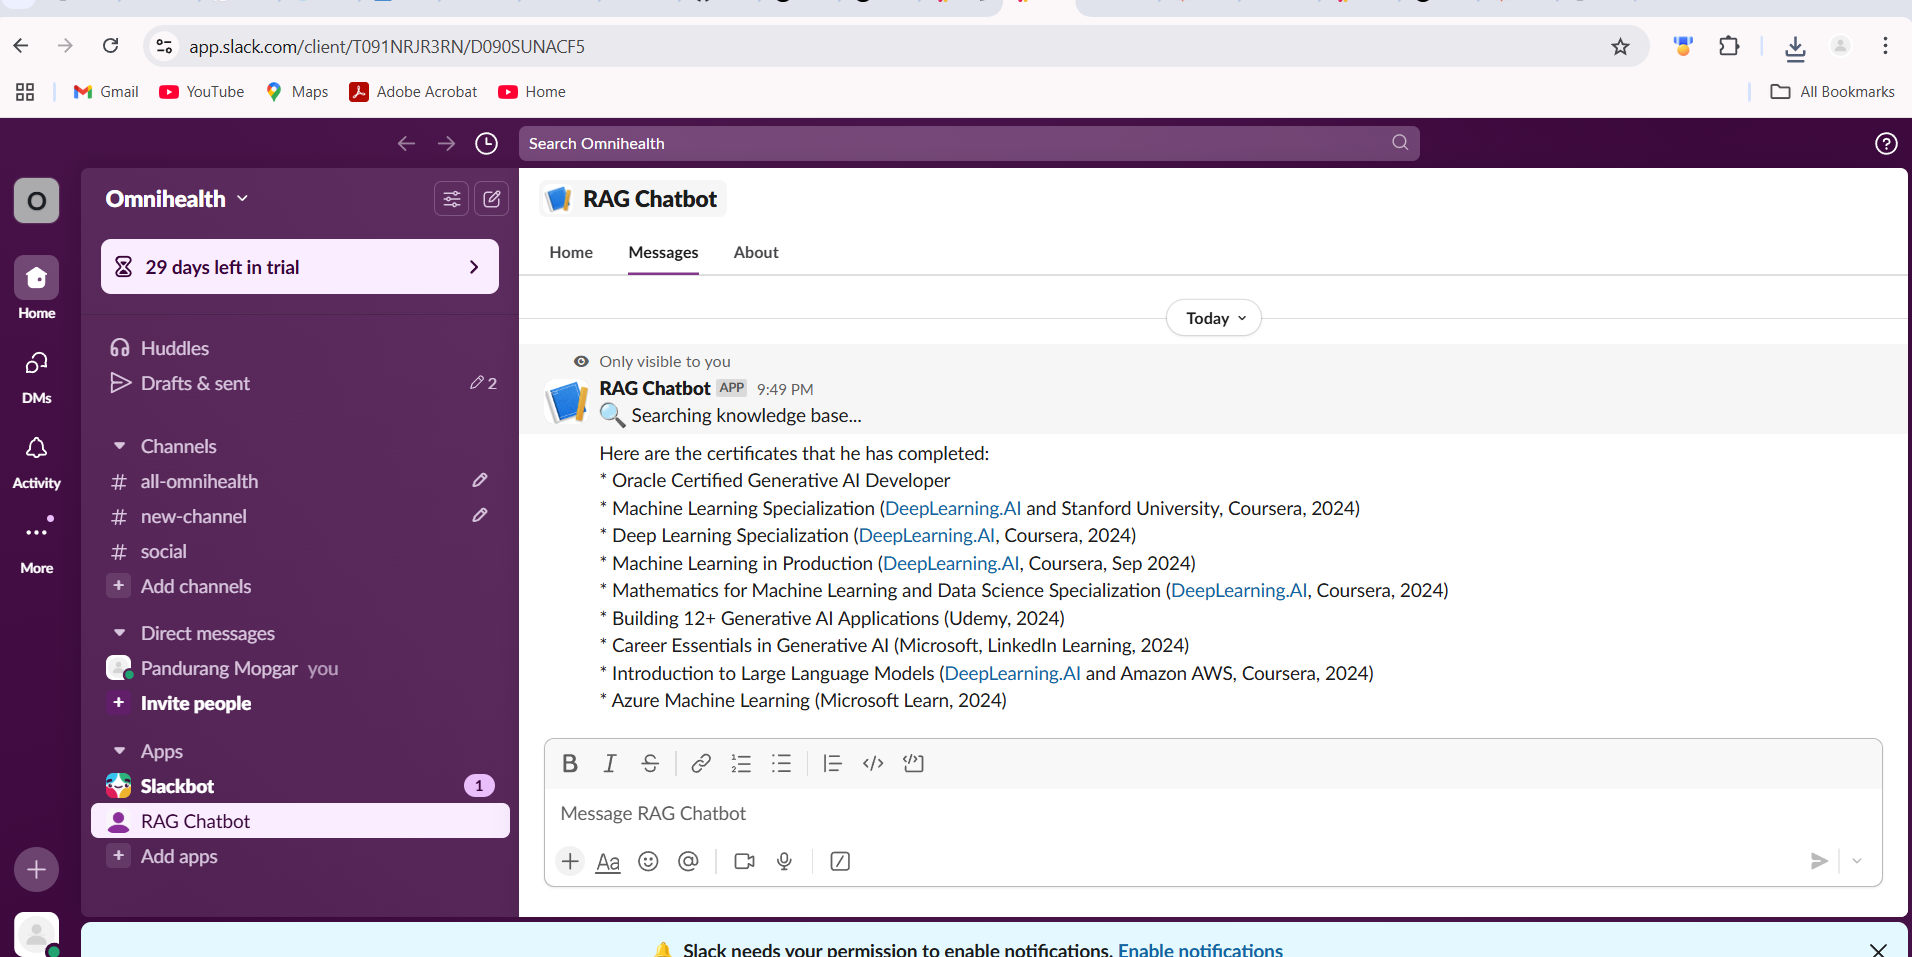 app.slack.com/client/T091NRJR3RN/D090SUNACF5
Gmail
YouTube
Maps
Adobe Acrobat
Home
All Bookmarks
Search Omnihealth
O
Home
DMs
Activity
More
Omnihealth
29 days left in trial
Huddles
Drafts & sent
2
Channels
# all-omnihealth
# new-channel
# social
+ Add channels
Direct messages
Pandurang Mopgar you
+ Invite people
Apps
Slackbot
1
RAG Chatbot
+ Add apps
RAG Chatbot
Home
Messages
About
Today
Only visible to you
RAG Chatbot APP 9:49 PM
Searching knowledge base...
Here are the certificates that he has completed:
* Oracle Certified Generative AI Developer
* Machine Learning Specialization (DeepLearning.AI and Stanford University, Coursera, 2024)
* Deep Learning Specialization (DeepLearning.AI, Coursera, 2024)
* Machine Learning in Production (DeepLearning.AI, Coursera, Sep 2024)
* Mathematics for Machine Learning and Data Science Specialization (DeepLearning.AI, Coursera, 2024)
* Building 12+ Generative AI Applications (Udemy, 2024)
* Career Essentials in Generative AI (Microsoft, LinkedIn Learning, 2024)
* Introduction to Large Language Models (DeepLearning.AI and Amazon AWS, Coursera, 2024)
* Azure Machine Learning (Microsoft Learn, 2024)
B I S
Message RAG Chatbot
Aa
Slack needs your permission to enable notifications. Enable notifications